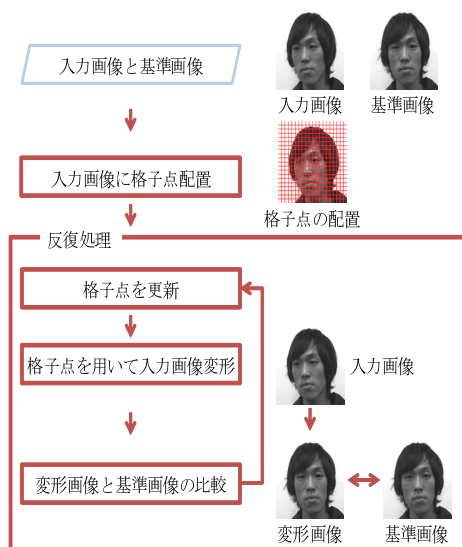 入力画像と基準画像
入力画像
基準画像
入力画像に格子点配置
格子点の配置
反復処理
格子点を更新
格子点を用いて入力画像変形
入力画像
変形画像と基準画像の比較
変形画像
基準画像